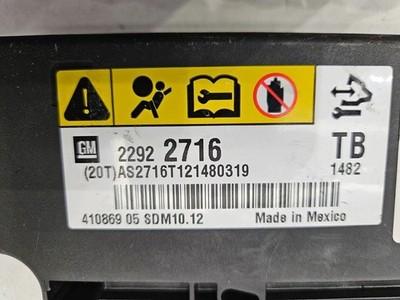 GM 2292 2716 TB
(20T)AS2716T121480319 1482
410869 05 SDM10.12 Made in Mexico